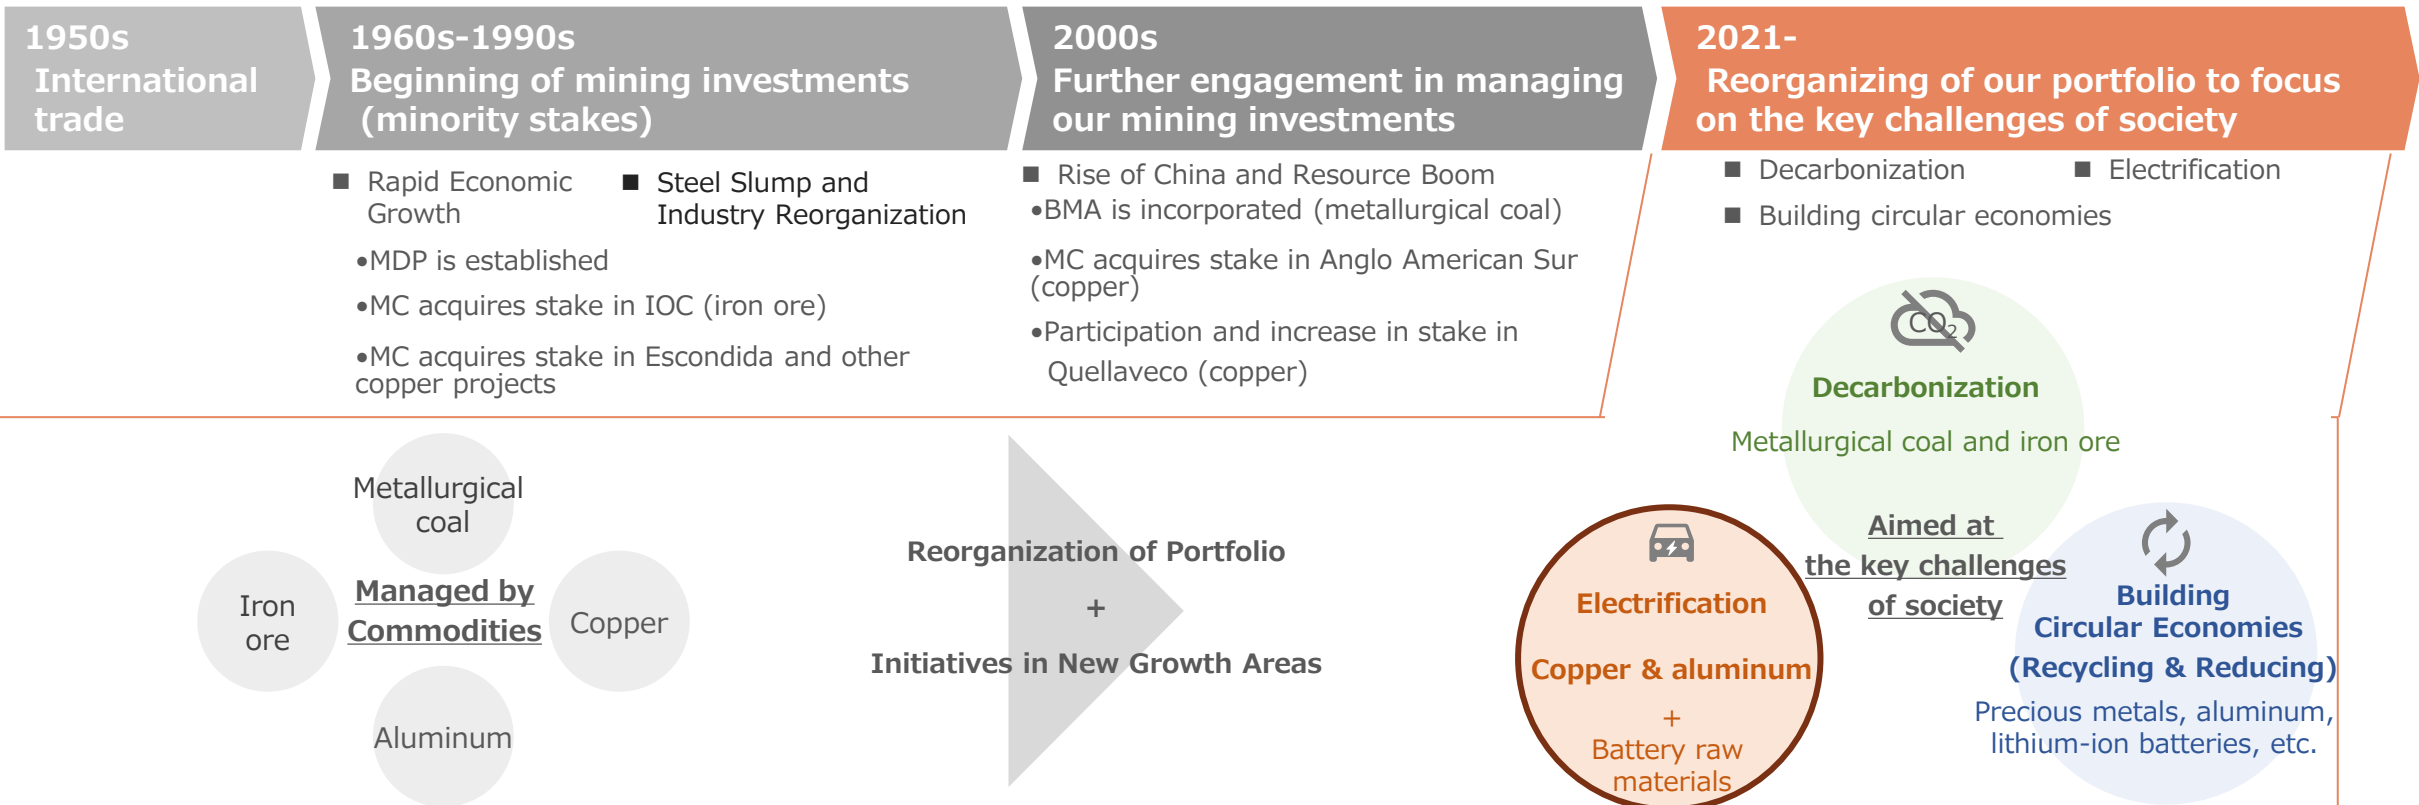 1950s
International
trade
1960s-1990s
Beginning of mining investments
(minority stakes)
2000s
Further engagement in managing
our mining investments
2021-
Reorganizing of our portfolio to focus
on the key challenges of society
■ Rapid Economic
Growth
■ Steel Slump and
Industry Reorganization
•MDP is established
•MC acquires stake in IOC (iron ore)
•MC acquires stake in Escondida and other
copper projects
■ Rise of China and Resource Boom
•BMA is incorporated (metallurgical coal)
•MC acquires stake in Anglo American Sur
(copper)
•Participation and increase in stake in
Quellaveco (copper)
■ Decarbonization
■ Electrification
■ Building circular economies
Metallurgical
coal
Iron
ore
Managed by
Commodities
Copper
Aluminum
Reorganization of Portfolio
+
Initiatives in New Growth Areas
CO₂
Decarbonization
Metallurgical coal and iron ore
Aimed at
the key challenges
of society
Electrification
Copper & aluminum
+
Battery raw
materials
Building
Circular Economies
(Recycling & Reducing)
Precious metals, aluminum,
lithium-ion batteries, etc.